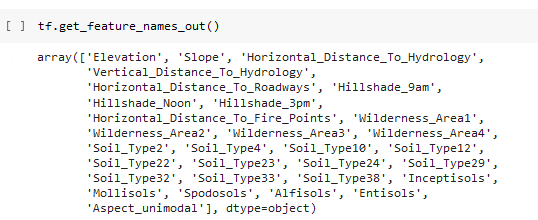 [ ] tf.get_feature_names_out()
array(['Elevation', 'Slope', 'Horizontal_Distance_To_Hydrology',
'Vertical_Distance_To_Hydrology',
'Horizontal_Distance_To_Roadways', 'Hillshade_9am',
'Hillshade_Noon', 'Hillshade_3pm',
'Horizontal_Distance_To_Fire_Points', 'Wilderness_Area1',
'Wilderness_Area2', 'Wilderness_Area3', 'Wilderness_Area4',
'Soil_Type2', 'Soil_Type4', 'Soil_Type10', 'Soil_Type12',
'Soil_Type22', 'Soil_Type23', 'Soil_Type24', 'Soil_Type29',
'Soil_Type32', 'Soil_Type33', 'Soil_Type38', 'Inceptisols',
'Mollisols', 'Spodosols', 'Alfisols', 'Entisols',
'Aspect_unimodal'], dtype=object)